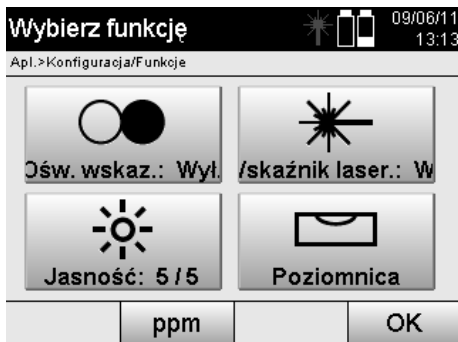 Wybierz funkcję
09/06/11
13:13
Apl.>Konfiguracja/Funkcje
Ośw. wskaz.: Wył.
/skaźnik laser.: W
Jasność: 5/5
Poziomnica
ppm
OK